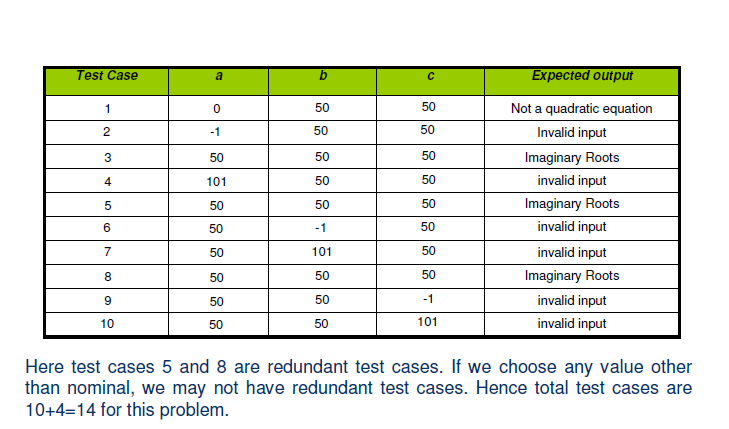 Test Case a b c Expected output
1 0 50 50 Not a quadratic equation
2 -1 50 50 Invalid input
3 50 50 50 Imaginary Roots
4 101 50 50 invalid input
5 50 50 50 Imaginary Roots
6 50 -1 50 invalid input
7 50 101 50 invalid input
8 50 50 50 Imaginary Roots
9 50 50 -1 invalid input
10 50 50 101 invalid input
Here test cases 5 and 8 are redundant test cases. If we choose any value other
than nominal, we may not have redundant test cases. Hence total test cases are
10+4=14 for this problem.